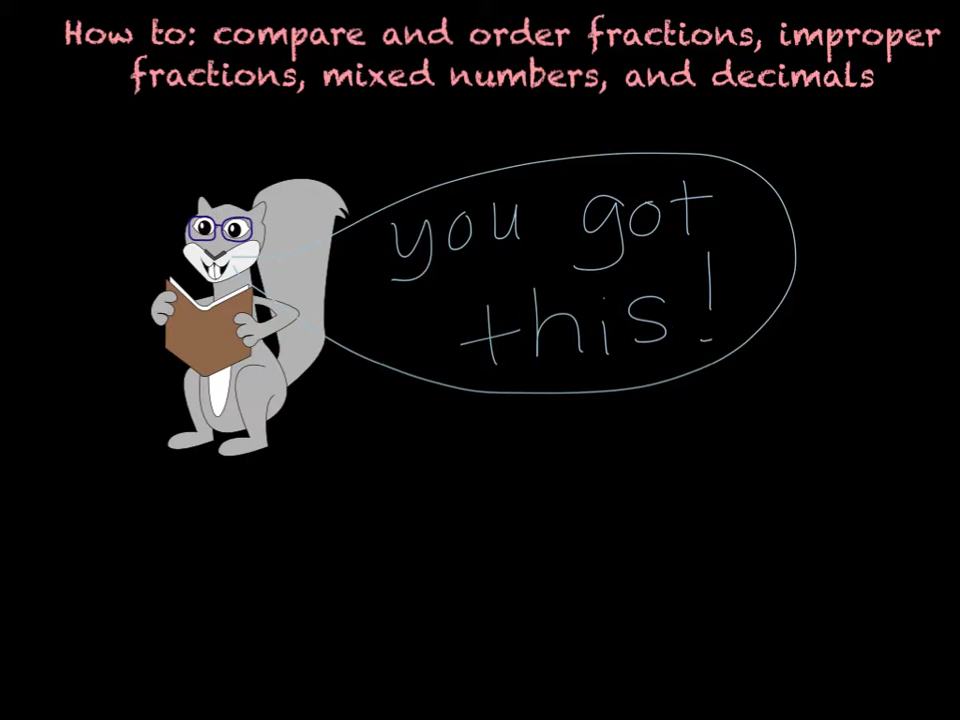 How to: compare and order fractions, improper
fractions, mixed numbers, and decimals
you got
this!